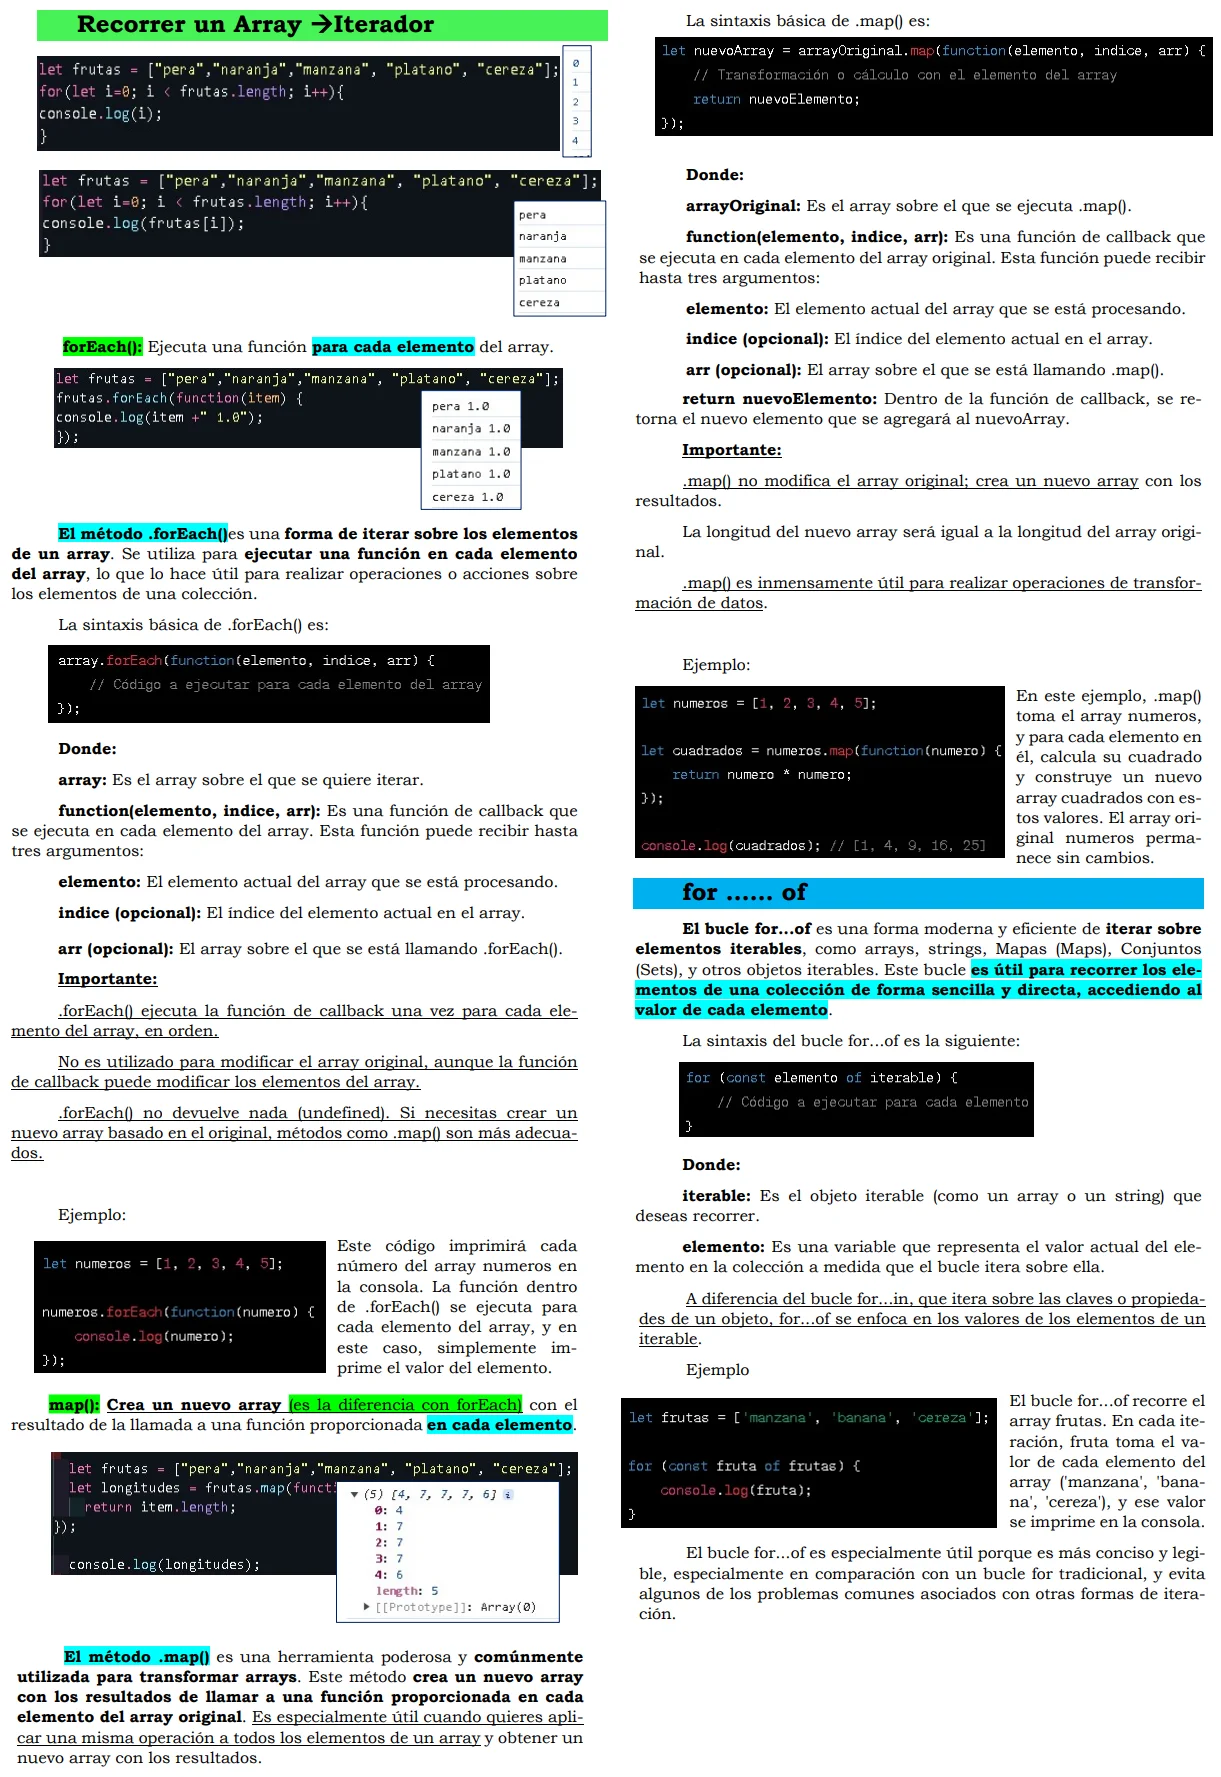 Recorrer un Array →Iterador
let frutas = ["pera","naranja","manzana", "platano", "cereza"];
for(let i=0; i < frutas.length; i++){
console.log(i);
}
0
1
2
3
4
let frutas = ["pera","naranja","manzana", "platano", "cereza"];
for(let i=0; i < frutas.length; i++){
console.log(frutas[i]);
}
pera
naranja
manzana
platano
cereza
forEach(): Ejecuta una función para cada elemento del array.
let frutas = ["pera","naranja","manzana", "platano", "cereza"];
frutas.forEach(function(item) {
console.log(item +" 1.0");
});
pera 1.0
naranja 1.0
manzana 1.0
platano 1.0
cereza 1.0
El método .forEach()es una forma de iterar sobre los elementos
de un array. Se utiliza para ejecutar una función en cada elemento
del array, lo que lo hace útil para realizar operaciones o acciones sobre
los elementos de una colección.
La sintaxis básica de .forEach() es:
array.forEach(function(elemento, indice, arr) {
// Código a ejecutar para cada elemento del array
});
Donde:
array: Es el array sobre el que se quiere iterar.
function(elemento, indice, arr): Es una función de callback que
se ejecuta en cada elemento del array. Esta función puede recibir hasta
tres argumentos:
elemento: El elemento actual del array que se está procesando.
indice (opcional): El índice del elemento actual en el array.
arr (opcional): El array sobre el que se está llamando .forEach().
Importante:
.forEach() ejecuta la función de callback una vez para cada ele-
mento del array, en orden.
No es utilizado para modificar el array original, aunque la función
de callback puede modificar los elementos del array.
.forEach() no devuelve nada (undefined). Si necesitas crear un
nuevo array basado en el original, métodos como .map() son más adecua-
dos.
Ejemplo:
let numeros = [1, 2, 3, 4, 5];
numeros.forEach(function(numero) {
console.log(numero);
});
Este código imprimirá cada
número del array numeros en
la consola. La función dentro
de .forEach() se ejecuta para
cada elemento del array, y en
este caso, simplemente im-
prime el valor del elemento.
map(): Crea un nuevo array (es la diferencia con forEach) con el
resultado de la llamada a una función proporcionada en cada elemento.
let frutas = ["pera","naranja","manzana", "platano", "cereza"];
let longitudes = frutas.map(functi
return item.length;
});
console.log(longitudes);
▼ (5) [4, 7, 7, 7, 6] i
0: 4
1: 7
2: 7
3: 7
4: 6
length: 5
▶ [[Prototype]]: Array(0)
El método .map() es una herramienta poderosa y comúnmente
utilizada para transformar arrays. Este método crea un nuevo array
con los resultados de llamar a una función proporcionada en cada
elemento del array original. Es especialmente útil cuando quieres apli-
car una misma operación a todos los elementos de un array y obtener un
nuevo array con los resultados.
La sintaxis básica de .map() es:
let nuevoArray = arrayOriginal.map(function(elemento, indice, arr) {
// Transformación o cálculo con el elemento del array
return nuevoElemento;
});
Donde:
arrayOriginal: Es el array sobre el que se ejecuta .map().
function(elemento, indice, arr): Es una función de callback que
se ejecuta en cada elemento del array original. Esta función puede recibir
hasta tres argumentos:
elemento: El elemento actual del array que se está procesando.
indice (opcional): El índice del elemento actual en el array.
arr (opcional): El array sobre el que se está llamando .map().
return nuevoElemento: Dentro de la función de callback, se re-
torna el nuevo elemento que se agregará al nuevoArray.
Importante:
.map() no modifica el array original; crea un nuevo array con los
resultados.
La longitud del nuevo array será igual a la longitud del array origi-
nal.
.map() es inmensamente útil para realizar operaciones de transfor-
mación de datos.
Ejemplo:
let numeros = [1, 2, 3, 4, 5];
let cuadrados = numeros.map(function(numero) {
return numero * numero;
});
console.log(cuadrados); // [1, 4, 9, 16, 25]
En este ejemplo, .map()
toma el array numeros,
y para cada elemento en
él, calcula su cuadrado
y construye un nuevo
array cuadrados con es-
tos valores. El array ori-
ginal numeros perma-
nece sin cambios.
for ...... of
El bucle for...of es una forma moderna y eficiente de iterar sobre
elementos iterables, como arrays, strings, Mapas (Maps), Conjuntos
(Sets), y otros objetos iterables. Este bucle es útil para recorrer los ele-
mentos de una colección de forma sencilla y directa, accediendo al
valor de cada elemento.
La sintaxis del bucle for...of es la siguiente:
for (const elemento of iterable) {
// Código a ejecutar para cada elemento
}
Donde:
iterable: Es el objeto iterable (como un array o un string) que
deseas recorrer.
elemento: Es una variable que representa el valor actual del ele-
mento en la colección a medida que el bucle itera sobre ella.
A diferencia del bucle for...in, que itera sobre las claves o propieda-
des de un objeto, for...of se enfoca en los valores de los elementos de un
iterable.
Ejemplo
let frutas = ['manzana', 'banana', 'cereza'];
for (const fruta of frutas) {
console.log(fruta);
}
El bucle for...of recorre el
array frutas. En cada ite-
ración, fruta toma el va-
lor de cada elemento del
array ('manzana', 'bana-
na', 'cereza'), y ese valor
se imprime en la consola.
El bucle for...of es especialmente útil porque es más conciso y legi-
ble, especialmente en comparación con un bucle for tradicional, y evita
algunos de los problemas comunes asociados con otras formas de itera-
ción.